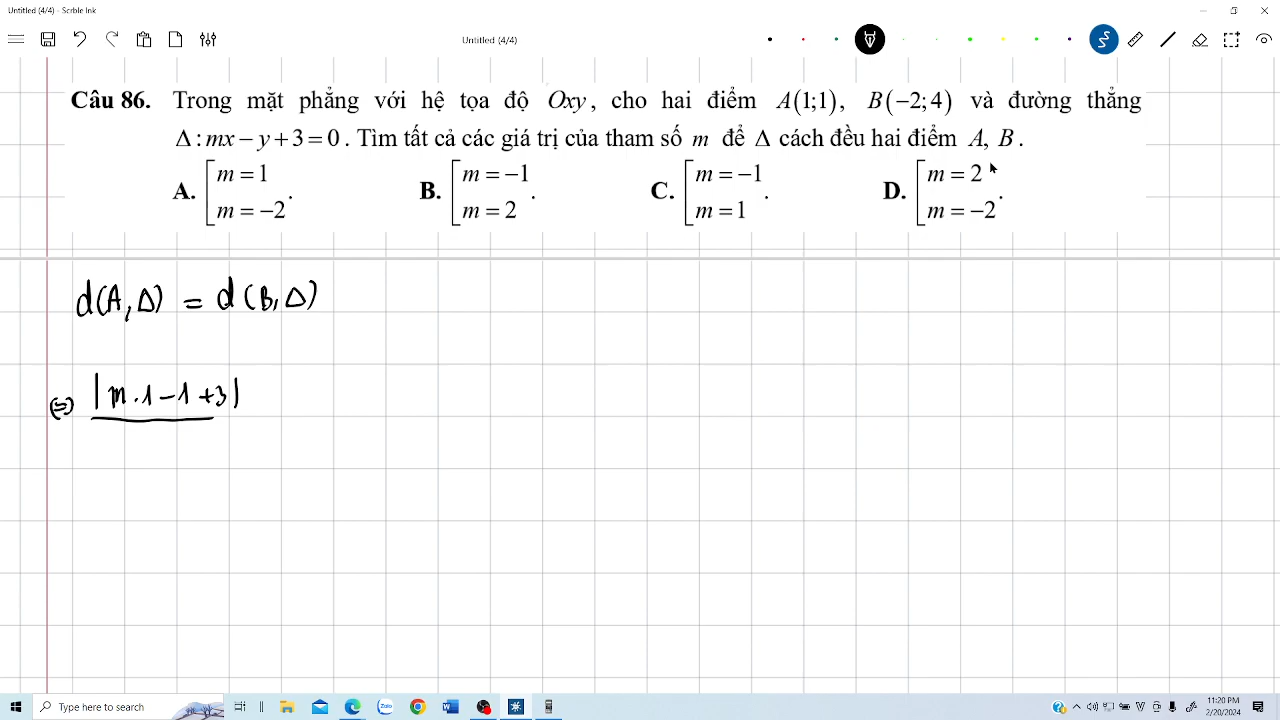 Untitled (4/4) - Scrble Ink
Untitled (4/4)
Câu 86. Trong mặt phẳng với hệ tọa độ Oxy, cho hai điểm A(1;1), B(−2;4) và đường thẳng
Δ: mx − y + 3 = 0. Tìm tất cả các giá trị của tham số m để Δ cách đều hai điểm A, B.
A. [m = 1 m = −2. B. [m = −1 m = 2. C. [m = −1 m = 1. D. [m = 2 m = −2.
d(A,Δ) = d(B,Δ)
⇔ |m.1 − 1 + 3|
Type here to search
Zalo
11:20 PM
2/20/2024